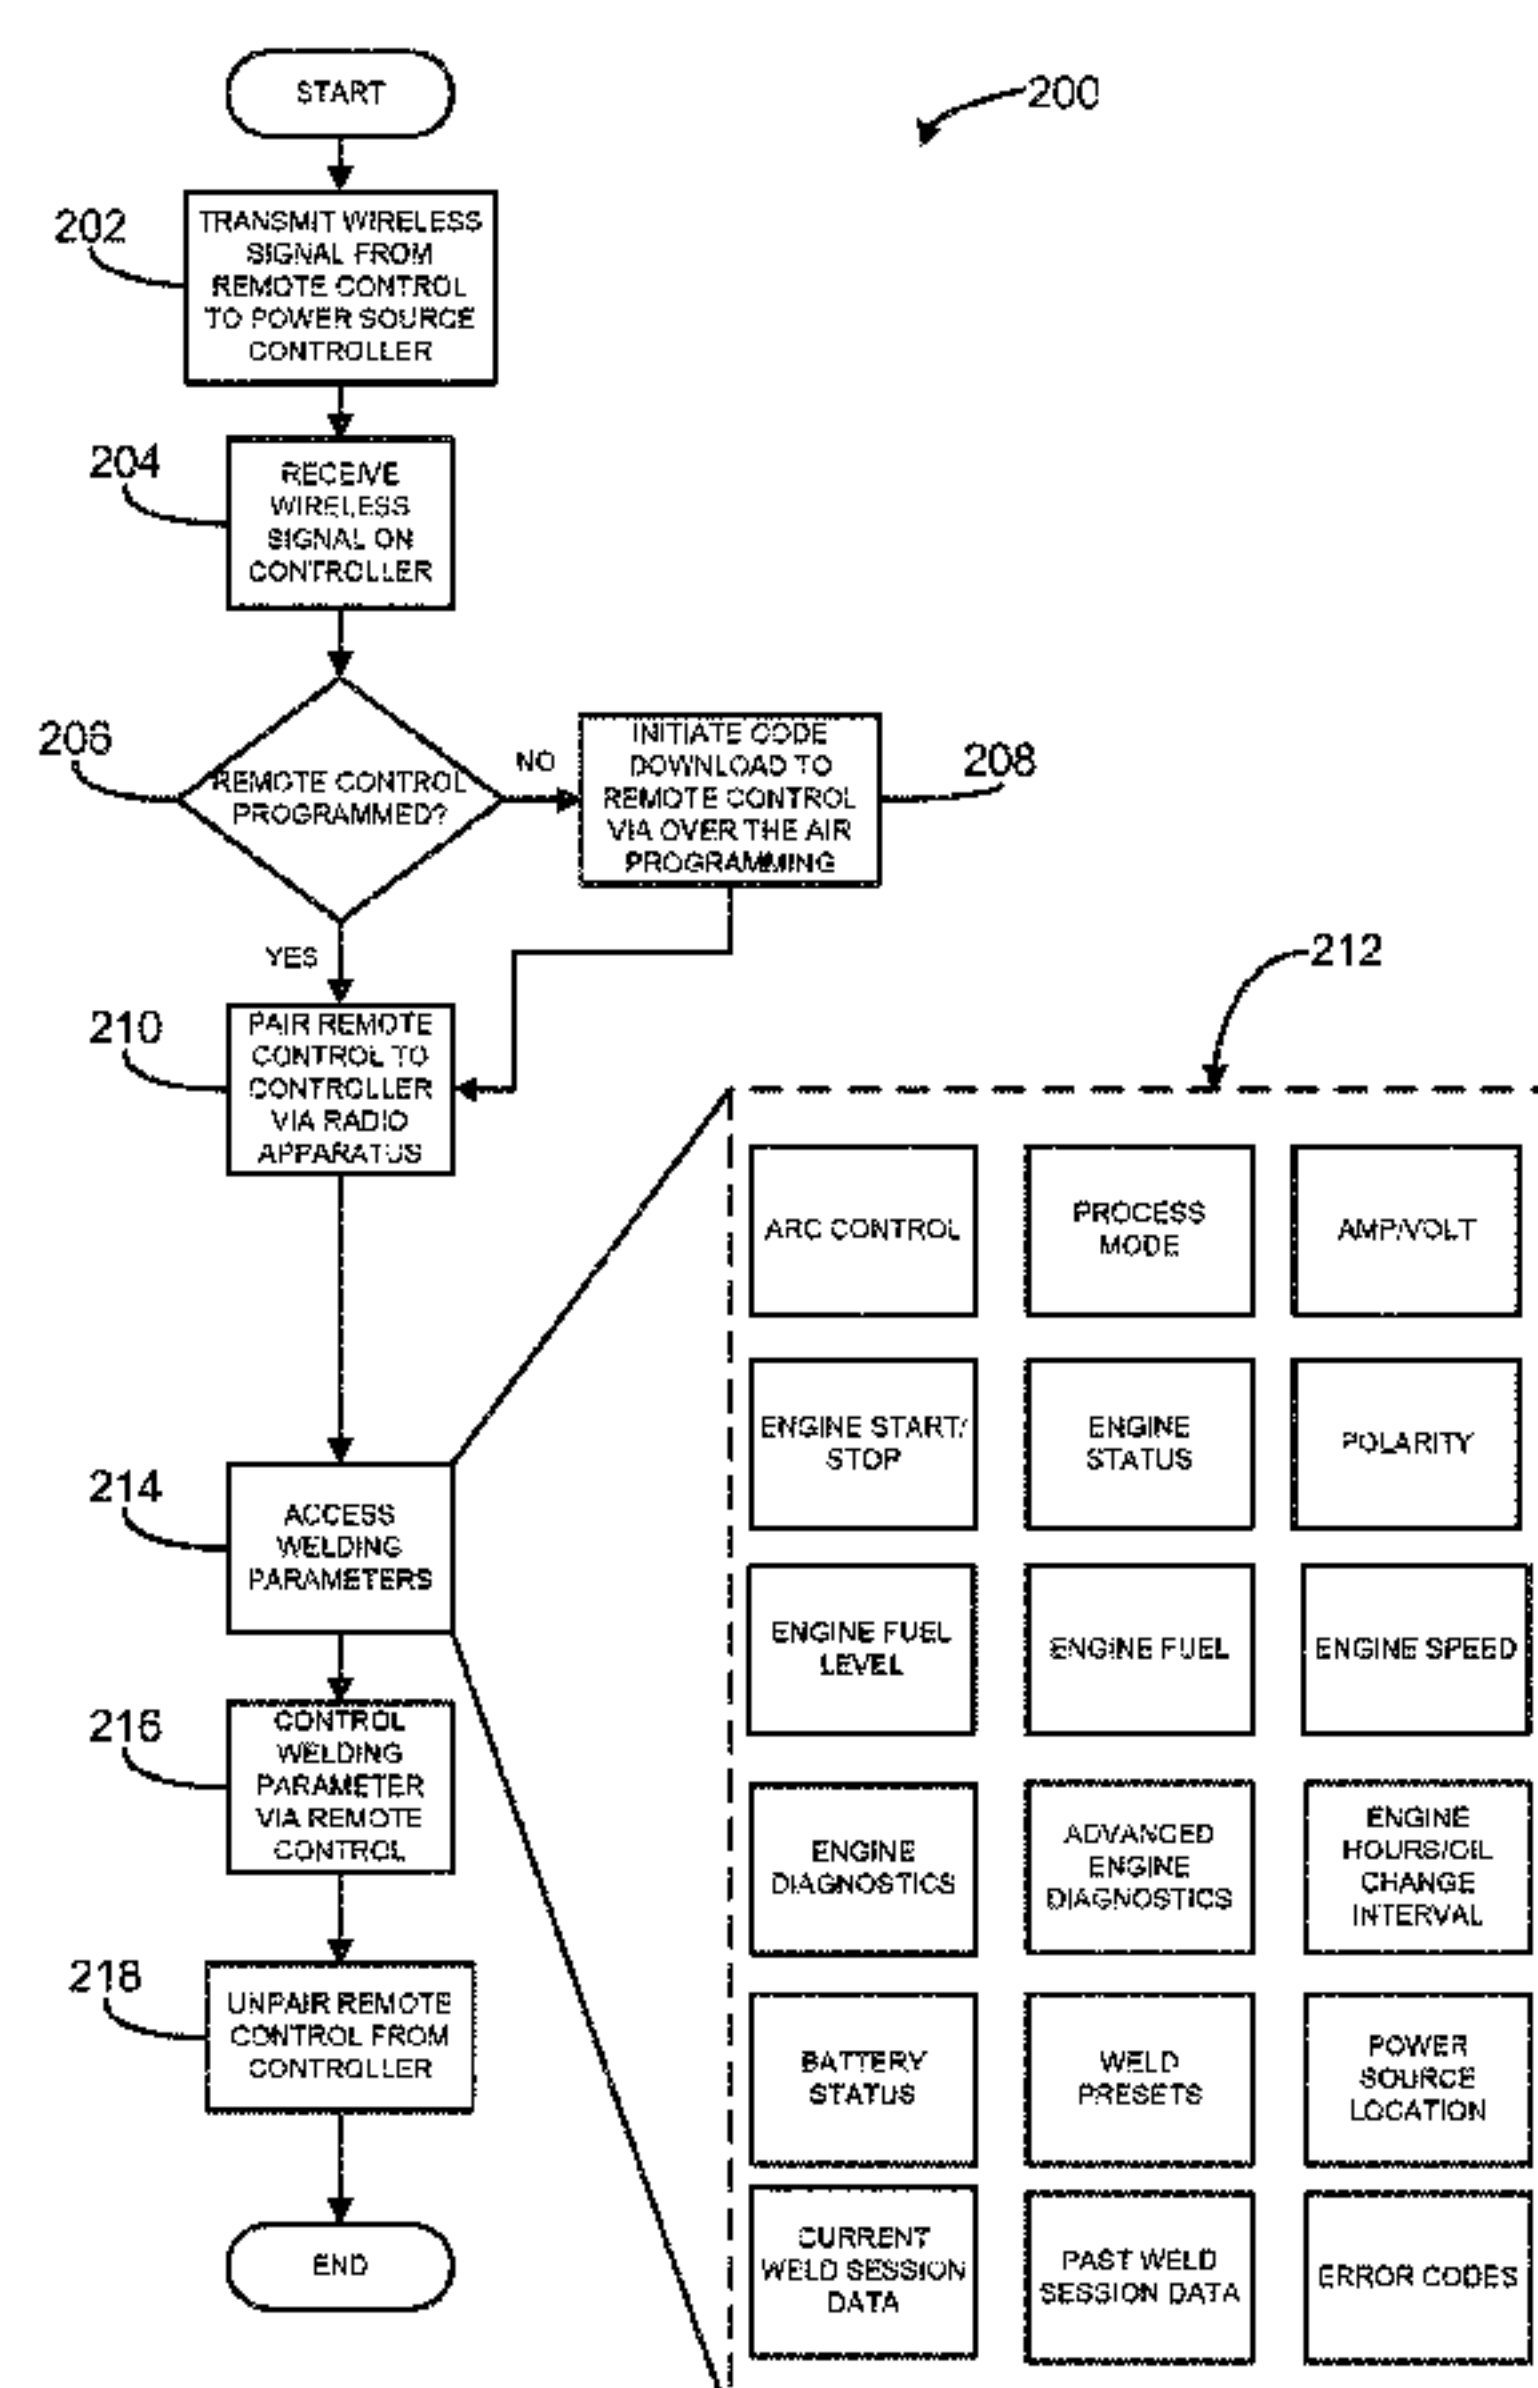 START
200
202
TRANSMIT WIRELESS
SIGNAL FROM
REMOTE CONTROL
TO POWER SOURCE
CONTROLLER
204
RECEIVE
WIRELESS
SIGNAL ON
CONTROLLER
206
REMOTE CONTROL
PROGRAMMED?
NO
INITIATE CODE
DOWNLOAD TO
REMOTE CONTROL
VIA OVER THE AIR
PROGRAMMING
208
YES
210
PAIR REMOTE
CONTROL TO
CONTROLLER
VIA RADIO
APPARATUS
212
214
ACCESS
WELDING
PARAMETERS
216
CONTROL
WELDING
PARAMETER
VIA REMOTE
CONTROL
218
UNPAIR REMOTE
CONTROL FROM
CONTROLLER
END
ARC CONTROL
PROCESS
MODE
AMP/VOLT
ENGINE START/
STOP
ENGINE
STATUS
POLARITY
ENGINE FUEL
LEVEL
ENGINE FUEL
ENGINE SPEED
ENGINE
DIAGNOSTICS
ADVANCED
ENGINE
DIAGNOSTICS
ENGINE
HOURS/OIL
CHANGE
INTERVAL
BATTERY
STATUS
WELD
PRESETS
POWER
SOURCE
LOCATION
CURRENT
WELD SESSION
DATA
PAST WELD
SESSION DATA
ERROR CODES